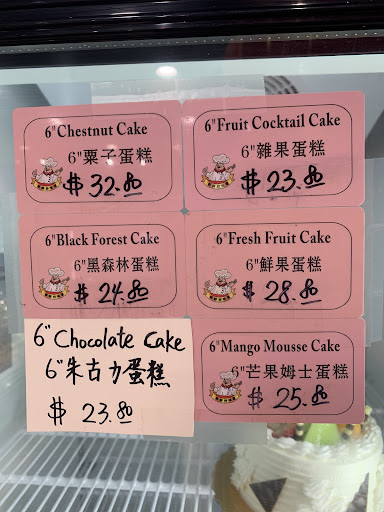 6"Chestnut Cake
6"粟子蛋糕
$ 32.80
6"Fruit Cocktail Cake
6"雜果蛋糕
$ 23.80
6"Black Forest Cake
6"黑森林蛋糕
$ 24.80
6"Fresh Fruit Cake
6"鮮果蛋糕
$ 28.80
6"Chocolate Cake
6"朱古力蛋糕
$ 23.80
6"Mango Mousse Cake
6"芒果姆士蛋糕
$ 25.80